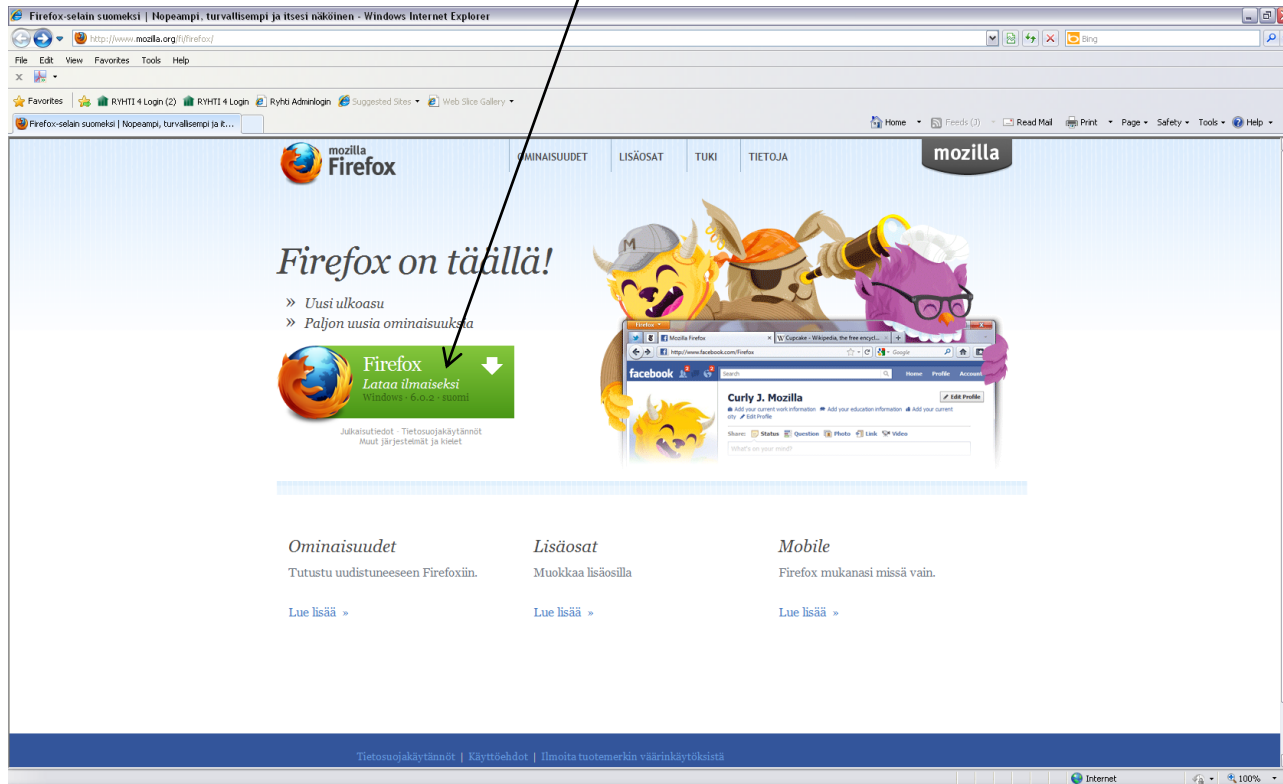 Firefox-selain suomeksi | Nopeampi, turvallisempi ja itsesi näköinen - Windows Internet Explorer
http://www.mozilla.org/fi/firefox/
Bing
File Edit View Favorites Tools Help
Favorites RYHTI 4 Login (2) RYHTI 4 Login Ryhti Adminlogin Suggested Sites Web Slice Gallery
Firefox-selain suomeksi | Nopeampi, turvallisempi ja it...
Home Feeds (J) Read Mail Print Page Safety Tools Help
mozilla
Firefox
OMINAISUUDET LISÄOSAT TUKI TIETOJA
mozilla
Firefox on täällä!
» Uusi ulkoasu
» Paljon uusia ominaisuuksia
Firefox
Lataa ilmaiseksi
Windows - 6.0.2 - suomi
Julkaisutiedot - Tietosuojakäytännöt
Muut järjestelmät ja kielet
M
Firefox
Mozilla Firefox × W Cupcake - Wikipedia, the free encycl... × +
http://www.facebook.com/firefox Google
facebook Search Home Profile Account
Curly J. Mozilla Edit Profile
Add your current work information Add your education information Add your current
city Edit Profile
Share: Status Question Photo Link Video
What's on your mind?
Ominaisuudet
Tutustu uudistuneeseen Firefoxiin.
Lue lisää »
Lisäosat
Muokkaa lisäosilla
Lue lisää »
Mobile
Firefox mukanasi missä vain.
Lue lisää »
Tietosuojakäytännöt | Käyttöehdot | Ilmoita tuotemerkin väärinkäytöksistä
Internet 100%